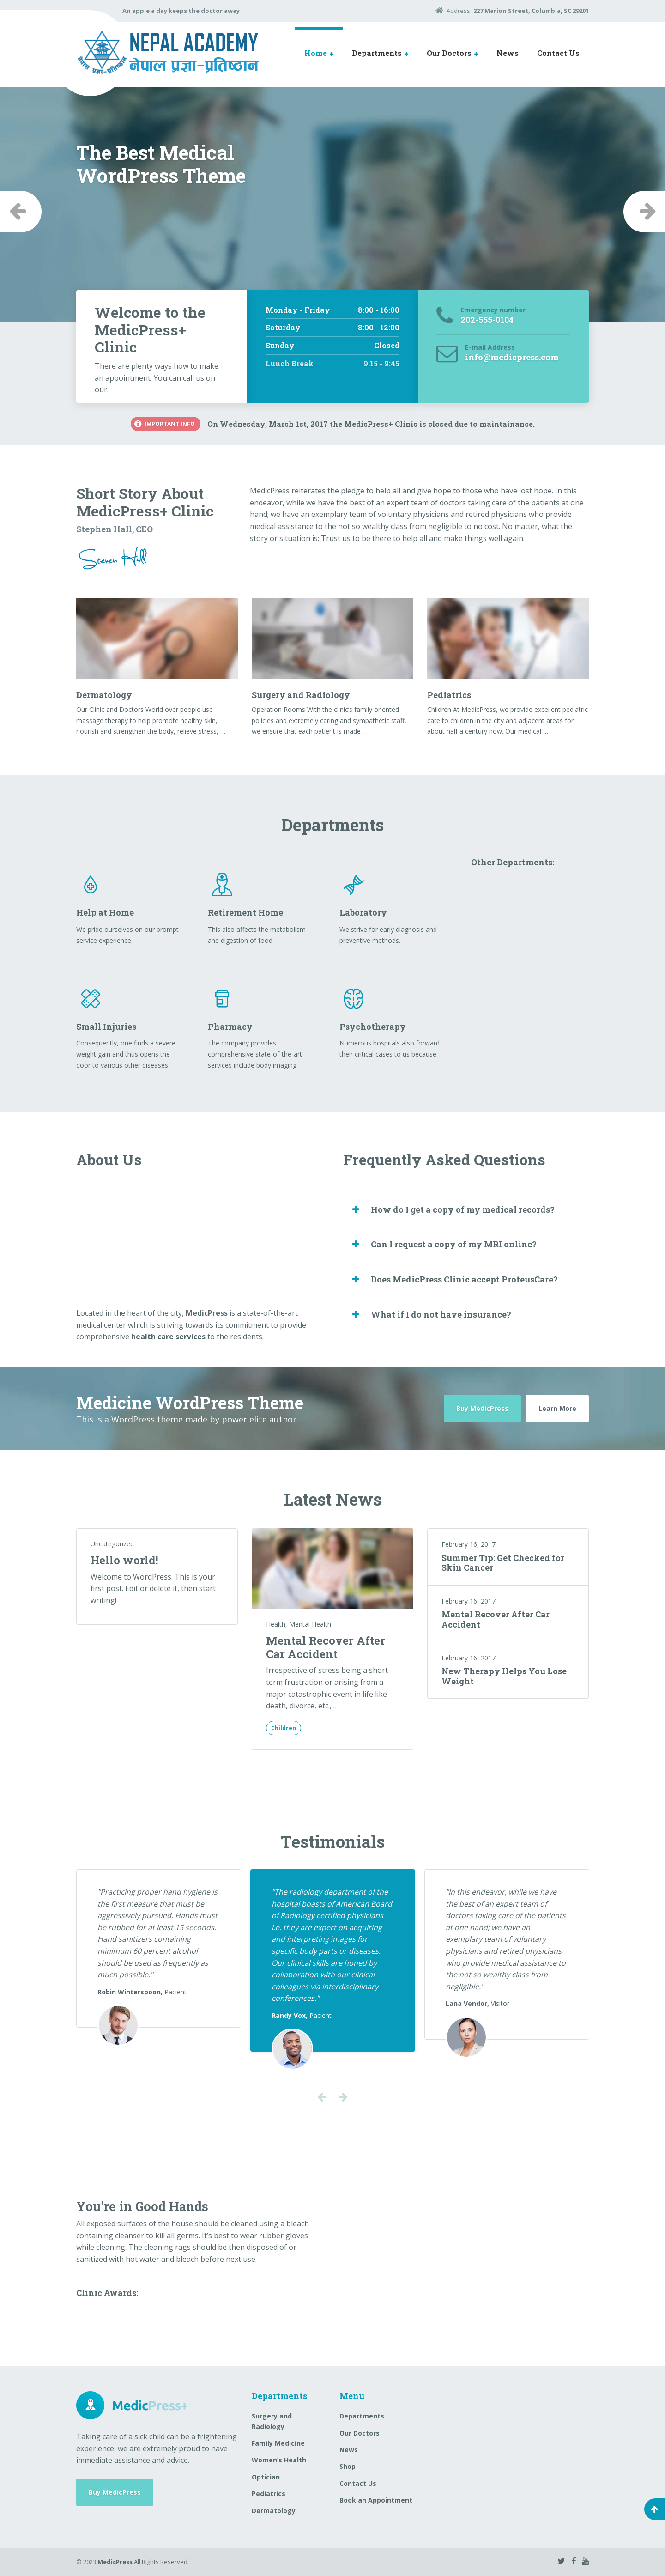 An apple a day keeps the doctor away
Address: 227 Marion Street, Columbia, SC 29201
NEPAL ACADEMY
नेपाल प्रज्ञा-प्रतिष्ठान
Home
Departments
Our Doctors
News
Contact Us
The Best Medical
WordPress Theme
Welcome to the
MedicPress+
Clinic
There are plenty ways how to make
an appointment. You can call us on
our.
Monday - Friday 8:00 - 16:00
Saturday 8:00 - 12:00
Sunday Closed
Lunch Break 9:15 - 9:45
Emergency number
202-555-0104
E-mail Address
info@medicpress.com
IMPORTANT INFO
On Wednesday, March 1st, 2017 the MedicPress+ Clinic is closed due to maintainance.
Short Story About
MedicPress+ Clinic
Stephen Hall, CEO
Steven Hall
MedicPress reiterates the pledge to help all and give hope to those who have lost hope. In this
endeavor, while we have the best of an expert team of doctors taking care of the patients at one
hand; we have an exemplary team of voluntary physicians and retired physicians who provide
medical assistance to the not so wealthy class from negligible to no cost. No matter, what the
story or situation is; Trust us to be there to help all and make things well again.
Dermatology
Our Clinic and Doctors World over people use
massage therapy to help promote healthy skin,
nourish and strengthen the body, relieve stress, …
Surgery and Radiology
Operation Rooms With the clinic's family oriented
policies and extremely caring and sympathetic staff,
we ensure that each patient is made …
Pediatrics
Children At MedicPress, we provide excellent pediatric
care to children in the city and adjacent areas for
about half a century now. Our medical …
Departments
Help at Home
We pride ourselves on our prompt
service experience.
Retirement Home
This also affects the metabolism
and digestion of food.
Laboratory
We strive for early diagnosis and
preventive methods.
Other Departments:
Small Injuries
Consequently, one finds a severe
weight gain and thus opens the
door to various other diseases.
Pharmacy
The company provides
comprehensive state-of-the-art
services include body imaging.
Psychotherapy
Numerous hospitals also forward
their critical cases to us because.
About Us
Located in the heart of the city, MedicPress is a state-of-the-art
medical center which is striving towards its commitment to provide
comprehensive health care services to the residents.
Frequently Asked Questions
How do I get a copy of my medical records?
Can I request a copy of my MRI online?
Does MedicPress Clinic accept ProteusCare?
What if I do not have insurance?
Medicine WordPress Theme
This is a WordPress theme made by power elite author.
Buy MedicPress
Learn More
Latest News
Uncategorized
Hello world!
Welcome to WordPress. This is your
first post. Edit or delete it, then start
writing!
Health, Mental Health
Mental Recover After
Car Accident
Irrespective of stress being a short-
term frustration or arising from a
major catastrophic event in life like
death, divorce, etc.,…
Children
February 16, 2017
Summer Tip: Get Checked for
Skin Cancer
February 16, 2017
Mental Recover After Car
Accident
February 16, 2017
New Therapy Helps You Lose
Weight
Testimonials
"Practicing proper hand hygiene is
the first measure that must be
aggressively pursued. Hands must
be rubbed for at least 15 seconds.
Hand sanitizers containing
minimum 60 percent alcohol
should be used as frequently as
much possible."
Robin Winterspoon, Pacient
"The radiology department of the
hospital boasts of American Board
of Radiology certified physicians
i.e. they are expert on acquiring
and interpreting images for
specific body parts or diseases.
Our clinical skills are honed by
collaboration with our clinical
colleagues via interdisciplinary
conferences."
Randy Vox, Pacient
"In this endeavor, while we have
the best of an expert team of
doctors taking care of the patients
at one hand; we have an
exemplary team of voluntary
physicians and retired physicians
who provide medical assistance to
the not so wealthy class from
negligible."
Lana Vendor, Visitor
You're in Good Hands
All exposed surfaces of the house should be cleaned using a bleach
containing cleanser to kill all germs. It's best to wear rubber gloves
while cleaning. The cleaning rags should be then disposed of or
sanitized with hot water and bleach before next use.
Clinic Awards:
MedicPress+
Taking care of a sick child can be a frightening
experience, we are extremely proud to have
immediate assistance and advice.
Buy MedicPress
Departments
Surgery and
Radiology
Family Medicine
Women's Health
Optician
Pediatrics
Dermatology
Menu
Departments
Our Doctors
News
Shop
Contact Us
Book an Appointment
© 2023 MedicPress All Rights Reserved.